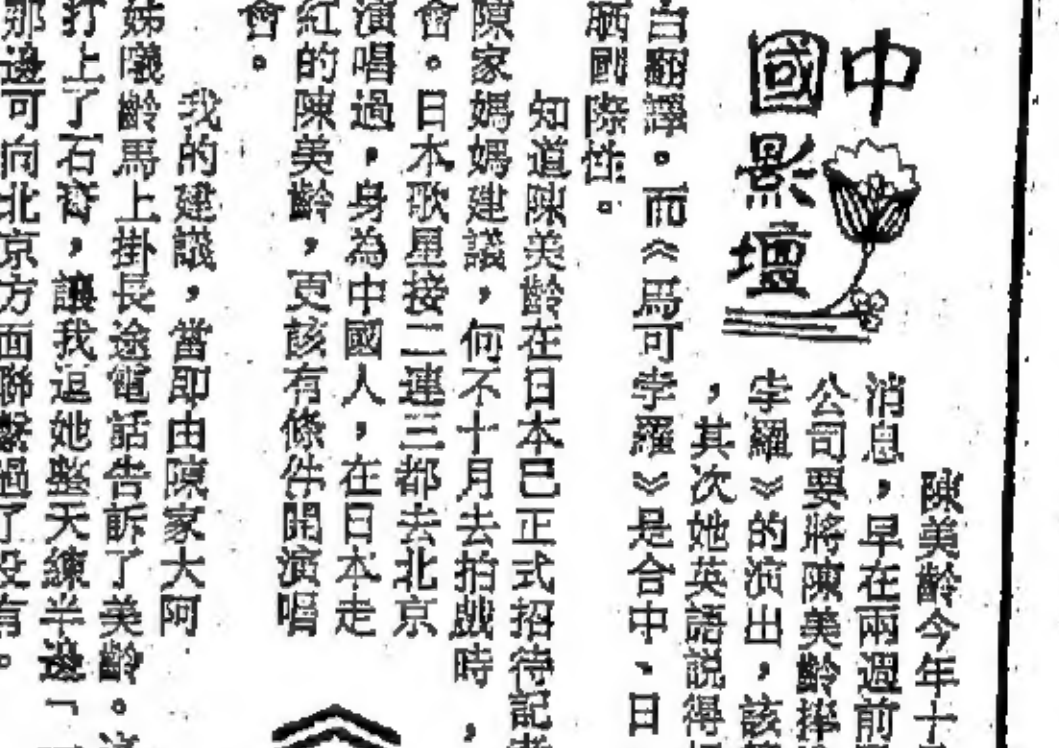 中國影壇
陳美齡今年十
消息，早在兩週前
公司要將陳美齡
孛羅》的演出，該
，其次她英語說得
白翻譯。而《馬可孛羅》是合中、日
國際性。
知道陳美齡在日本已正式招待記者
陳家媽媽建議，何不十月去拍戲時，
會。日本歌星接二連三都去北京
演唱過，身為中國人，在日本走
紅的陳美齡，更該有條件開演唱
會。
我的建議，當即由陳家大阿
姊曦齡馬上掛長途電話告訴了美齡。
打上了石膏，讓我逗她整天練半邊「
那邊可向北京方面聯繫過了沒有。